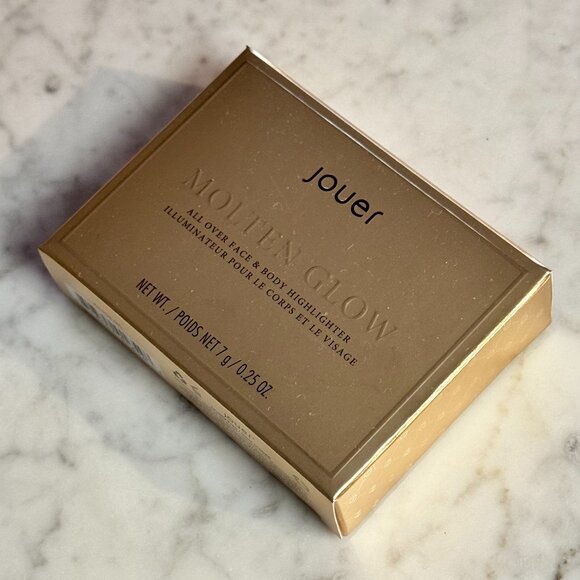 jouer
MOLTEN GLOW
ALL OVER FACE & BODY HIGHLIGHTER
ILLUMINATEUR POUR LE CORPS ET LE VISAGE
NET WT. / POIDS NET 7 g / 0.25 OZ.